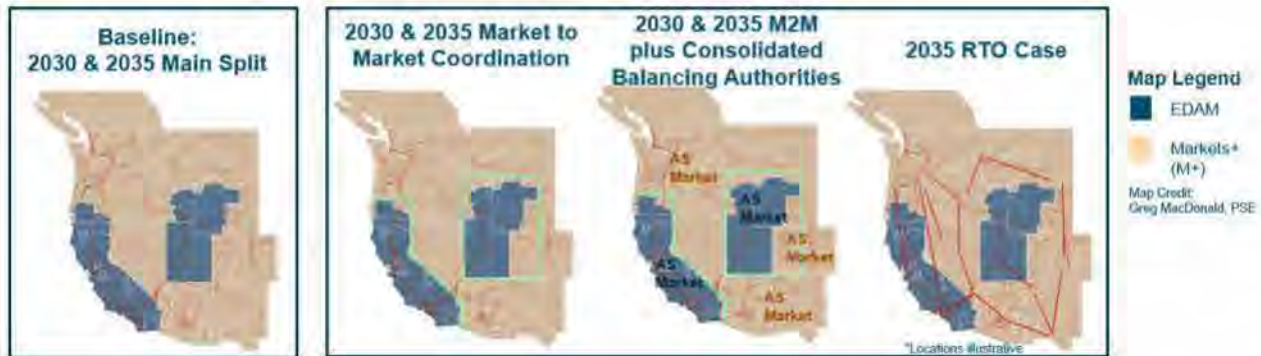 Baseline:
2030 & 2035 Main Split
2030 & 2035 Market to
Market Coordination
2030 & 2035 M2M
plus Consolidated
Balancing Authorities
2035 RTO Case
AS
Market
AS
Market
AS
Market
AS
Market
AS
Market
*Locations illustrative
Map Legend
EDAM
Markets+
(M+)
Map Credit:
Greg MacDonald, PSE